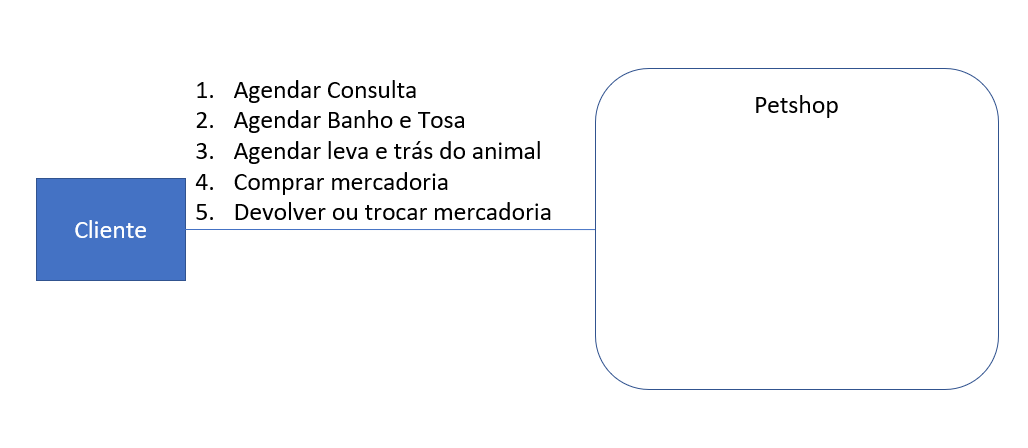 1. Agendar Consulta
2. Agendar Banho e Tosa
3. Agendar leva e trás do animal
4. Comprar mercadoria
5. Devolver ou trocar mercadoria
Cliente
Petshop